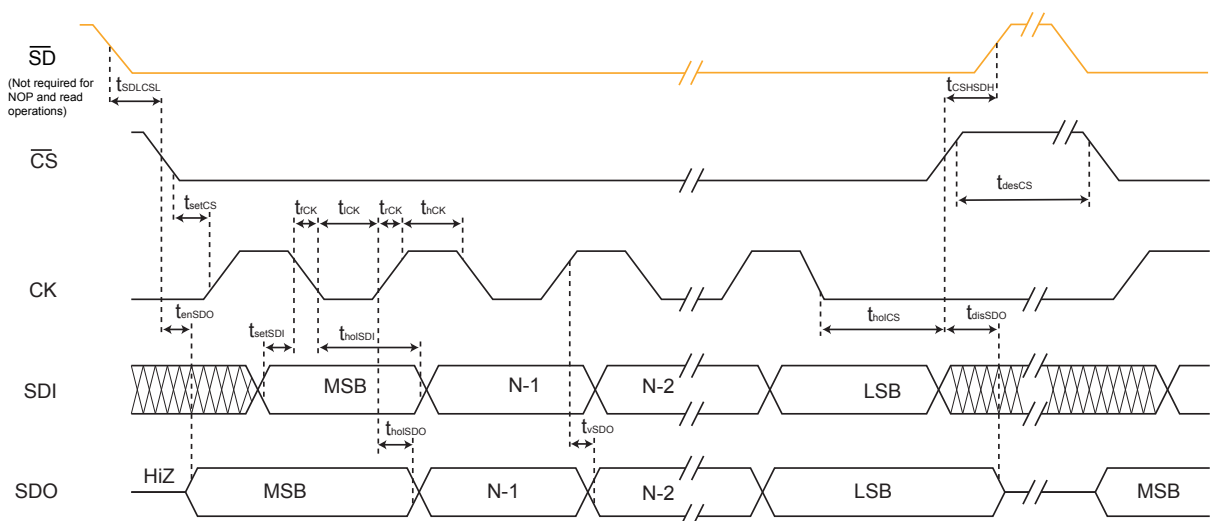 SD
(Not required for
NOP and read
operations)
tSDLCSL
tCSHSDH
CS
tsetCS
tfCK
tlCK
trCK
thCK
tdesCS
CK
tenSDO
tsetSDI
tholSDI
tholCS
tdisSDO
SDI
MSB
N-1
N-2
LSB
tholSDO
tvSDO
SDO
HiZ
MSB
N-1
N-2
LSB
MSB